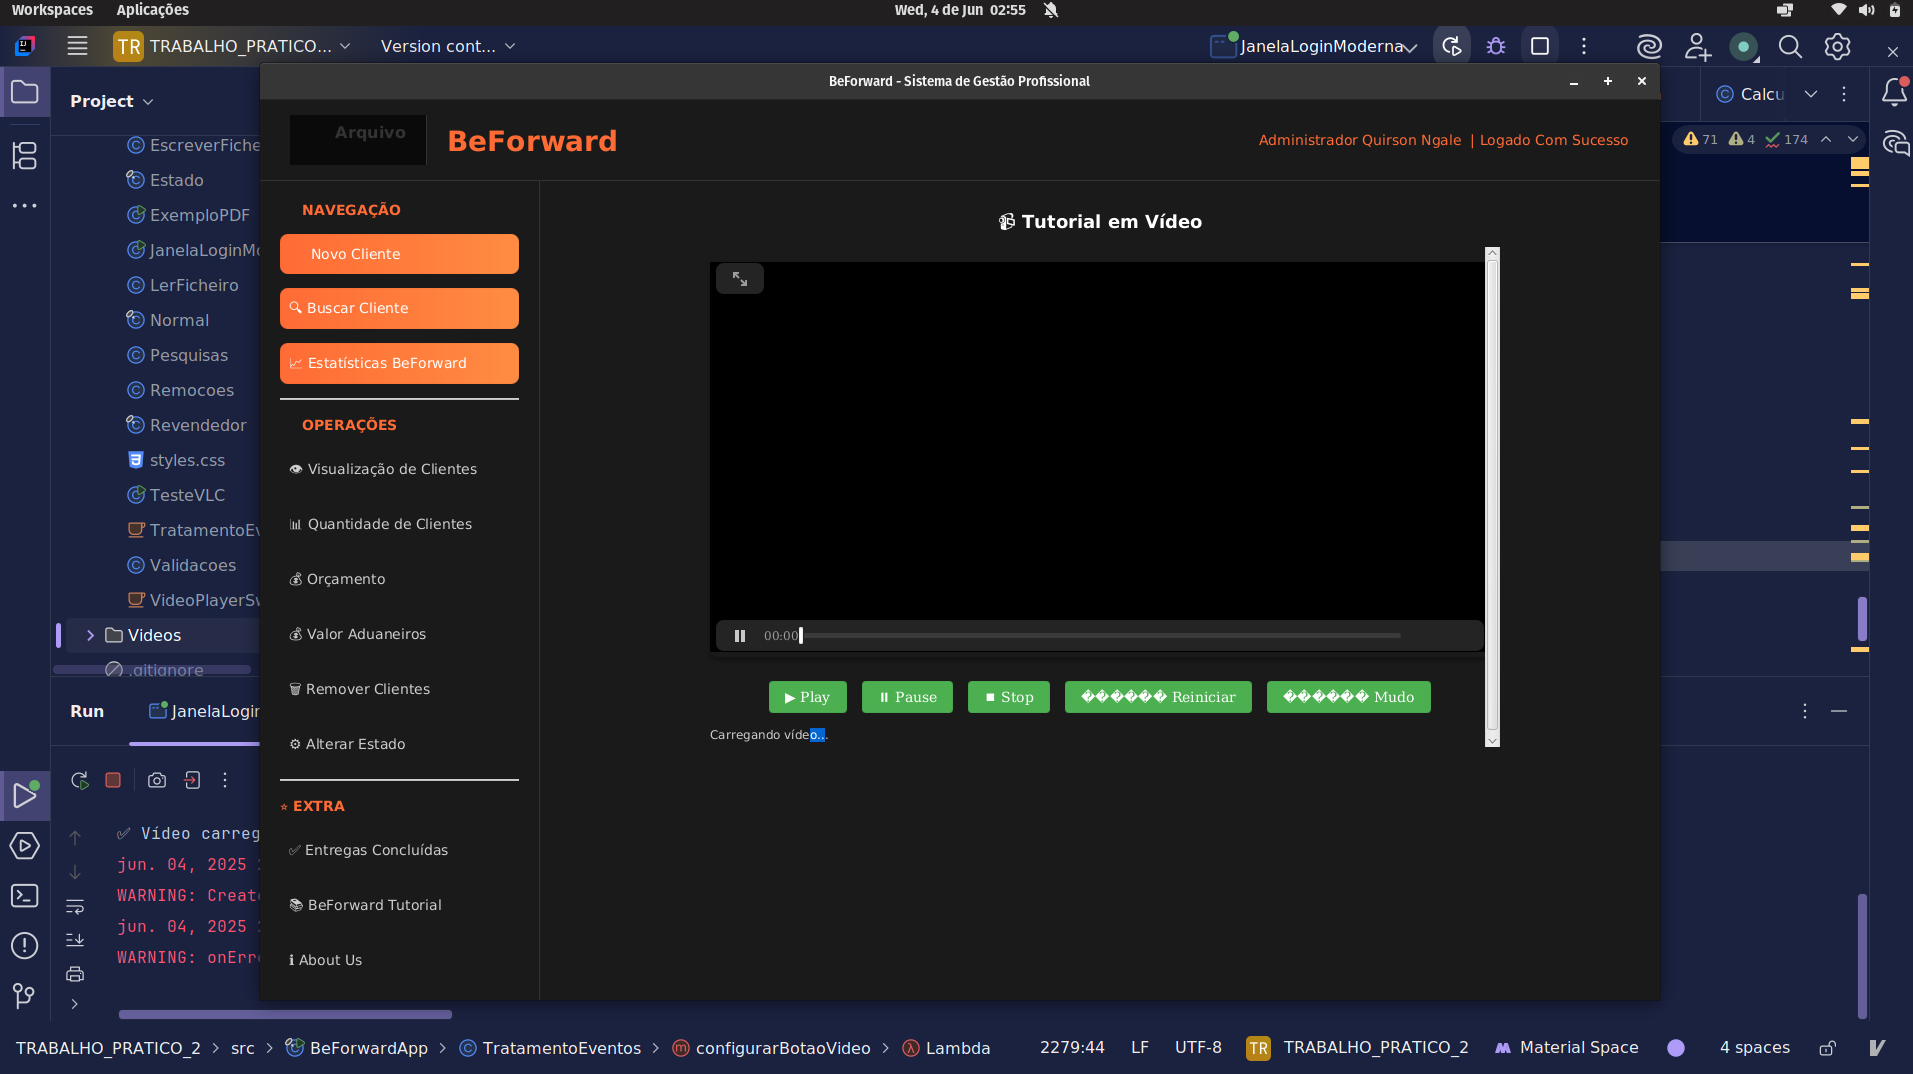 Workspaces Aplicações Wed, 4 de Jun 02:55
TR TRABALHO_PRATICO... Version cont... JanelaLoginModerna
BeForward - Sistema de Gestão Profissional
Project
Calcu
71 4 174
EscreverFiche
Estado
ExemploPDF
JanelaLoginMo
LerFicheiro
Normal
Pesquisas
Remocoes
Revendedor
styles.css
TesteVLC
TratamentoEv
Validacoes
VideoPlayerSw
Videos
.gitignore
Arquivo
BeForward
Administrador Quirson Ngale | Logado Com Sucesso
NAVEGAÇÃO
Novo Cliente
🔍 Buscar Cliente
📈 Estatísticas BeForward
OPERAÇÕES
👁 Visualização de Clientes
📊 Quantidade de Clientes
💰 Orçamento
💰 Valor Aduaneiros
🗑 Remover Clientes
⚙ Alterar Estado
⭐ EXTRA
✅ Entregas Concluídas
📚 BeForward Tutorial
ℹ About Us
📹 Tutorial em Vídeo
00:00
▶ Play
⏸ Pause
⏹ Stop
������ Reiniciar
������ Mudo
Carregando vídeo...
Run JanelaLogin
✅ Vídeo carreg
jun. 04, 2025
WARNING: Creat
jun. 04, 2025
WARNING: onErr
TRABALHO_PRATICO_2 > src > BeForwardApp > TratamentoEventos > configurarBotaoVideo > Lambda 2279:44 LF UTF-8 TR TRABALHO_PRATICO_2 Material Space 4 spaces